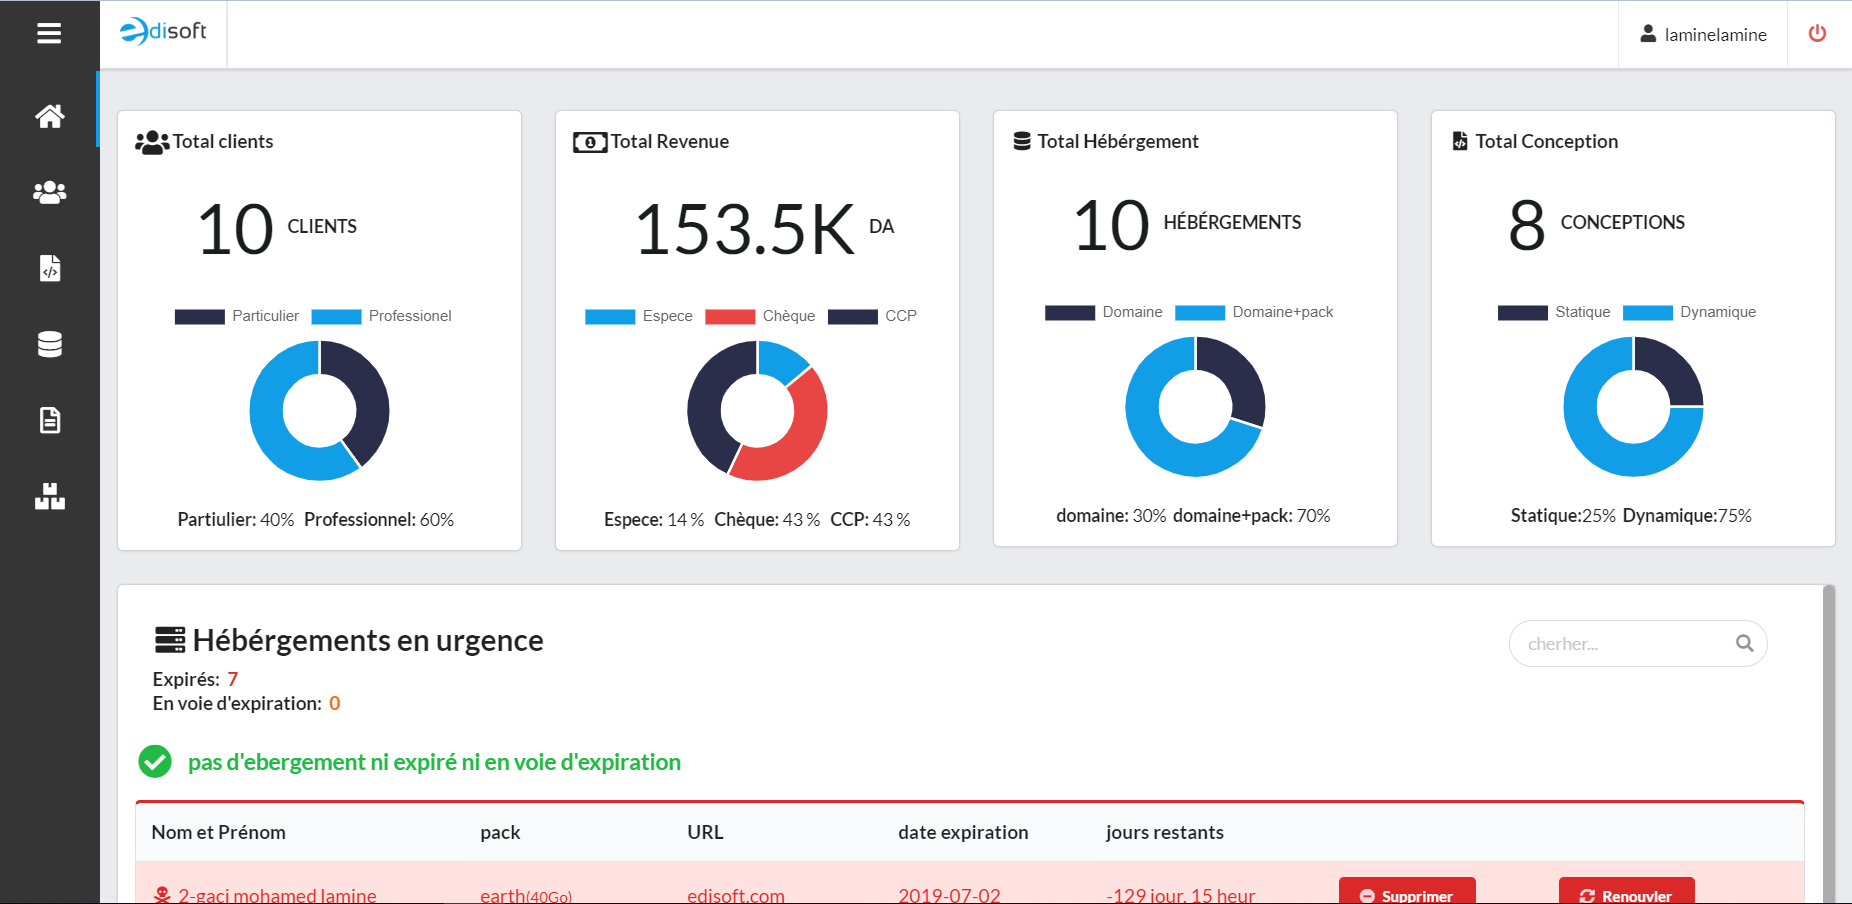 edisoft
laminelamine
Total clients
10 CLIENTS
Particulier Professionel
Partiulier: 40% Professionnel: 60%
Total Revenue
153.5K DA
Espece Chèque CCP
Espece: 14 % Chèque: 43 % CCP: 43 %
Total Hébérgement
10 HÉBÉRGEMENTS
Domaine Domaine+pack
domaine: 30% domaine+pack: 70%
Total Conception
8 CONCEPTIONS
Statique Dynamique
Statique:25% Dynamique:75%
Hébérgements en urgence
cherher...
Expirés: 7
En voie d'expiration: 0
pas d'ebergement ni expiré ni en voie d'expiration
Nom et Prénom pack URL date expiration jours restants
2-gaci mohamed lamine earth(40Go) edisoft.com 2019-07-02 -129 jour, 15 heur Supprimer Renouvler